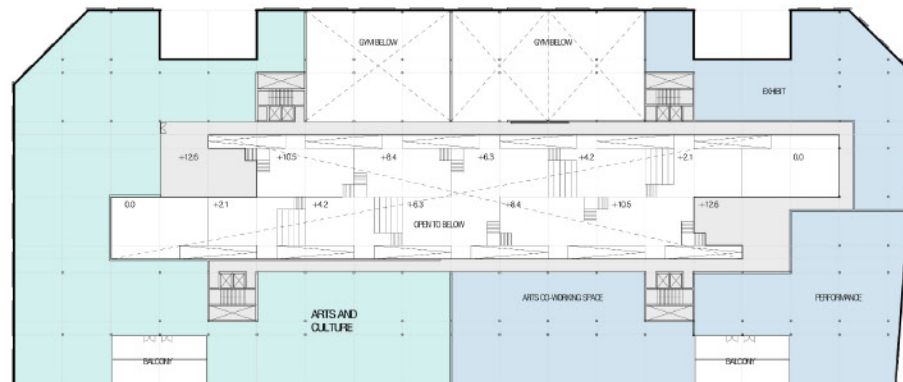 GYM BELOW
GYM BELOW
EXHIBIT
+12.6
+10.5
+8.4
+6.3
+4.2
+2.1
0.0
0.0
+2.1
+4.2
+6.3
+8.4
+10.5
+12.6
OPEN TO BELOW
ARTS AND
CULTURE
ARTS CO-WORKING SPACE
PERFORMANCE
BALCONY
BALCONY